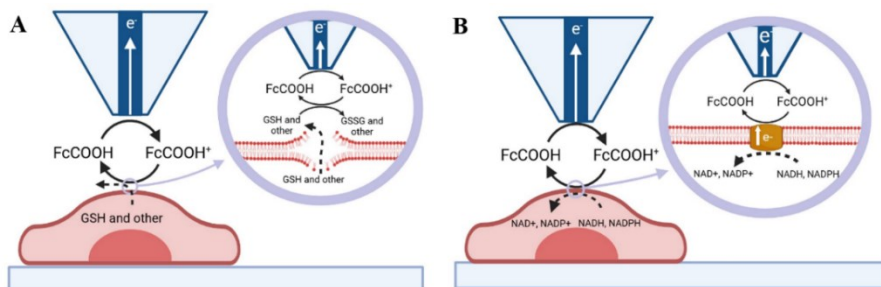 A
e-
FcCOOH
FcCOOH+
GSH and other
e-
FcCOOH
FcCOOH+
GSH and
other
GSSG and
other
GSH and other
B
e-
FcCOOH
FcCOOH+
NAD+, NADP+ NADH, NADPH
e-
FcCOOH
FcCOOH+
e-
NAD+, NADP+
NADH, NADPH